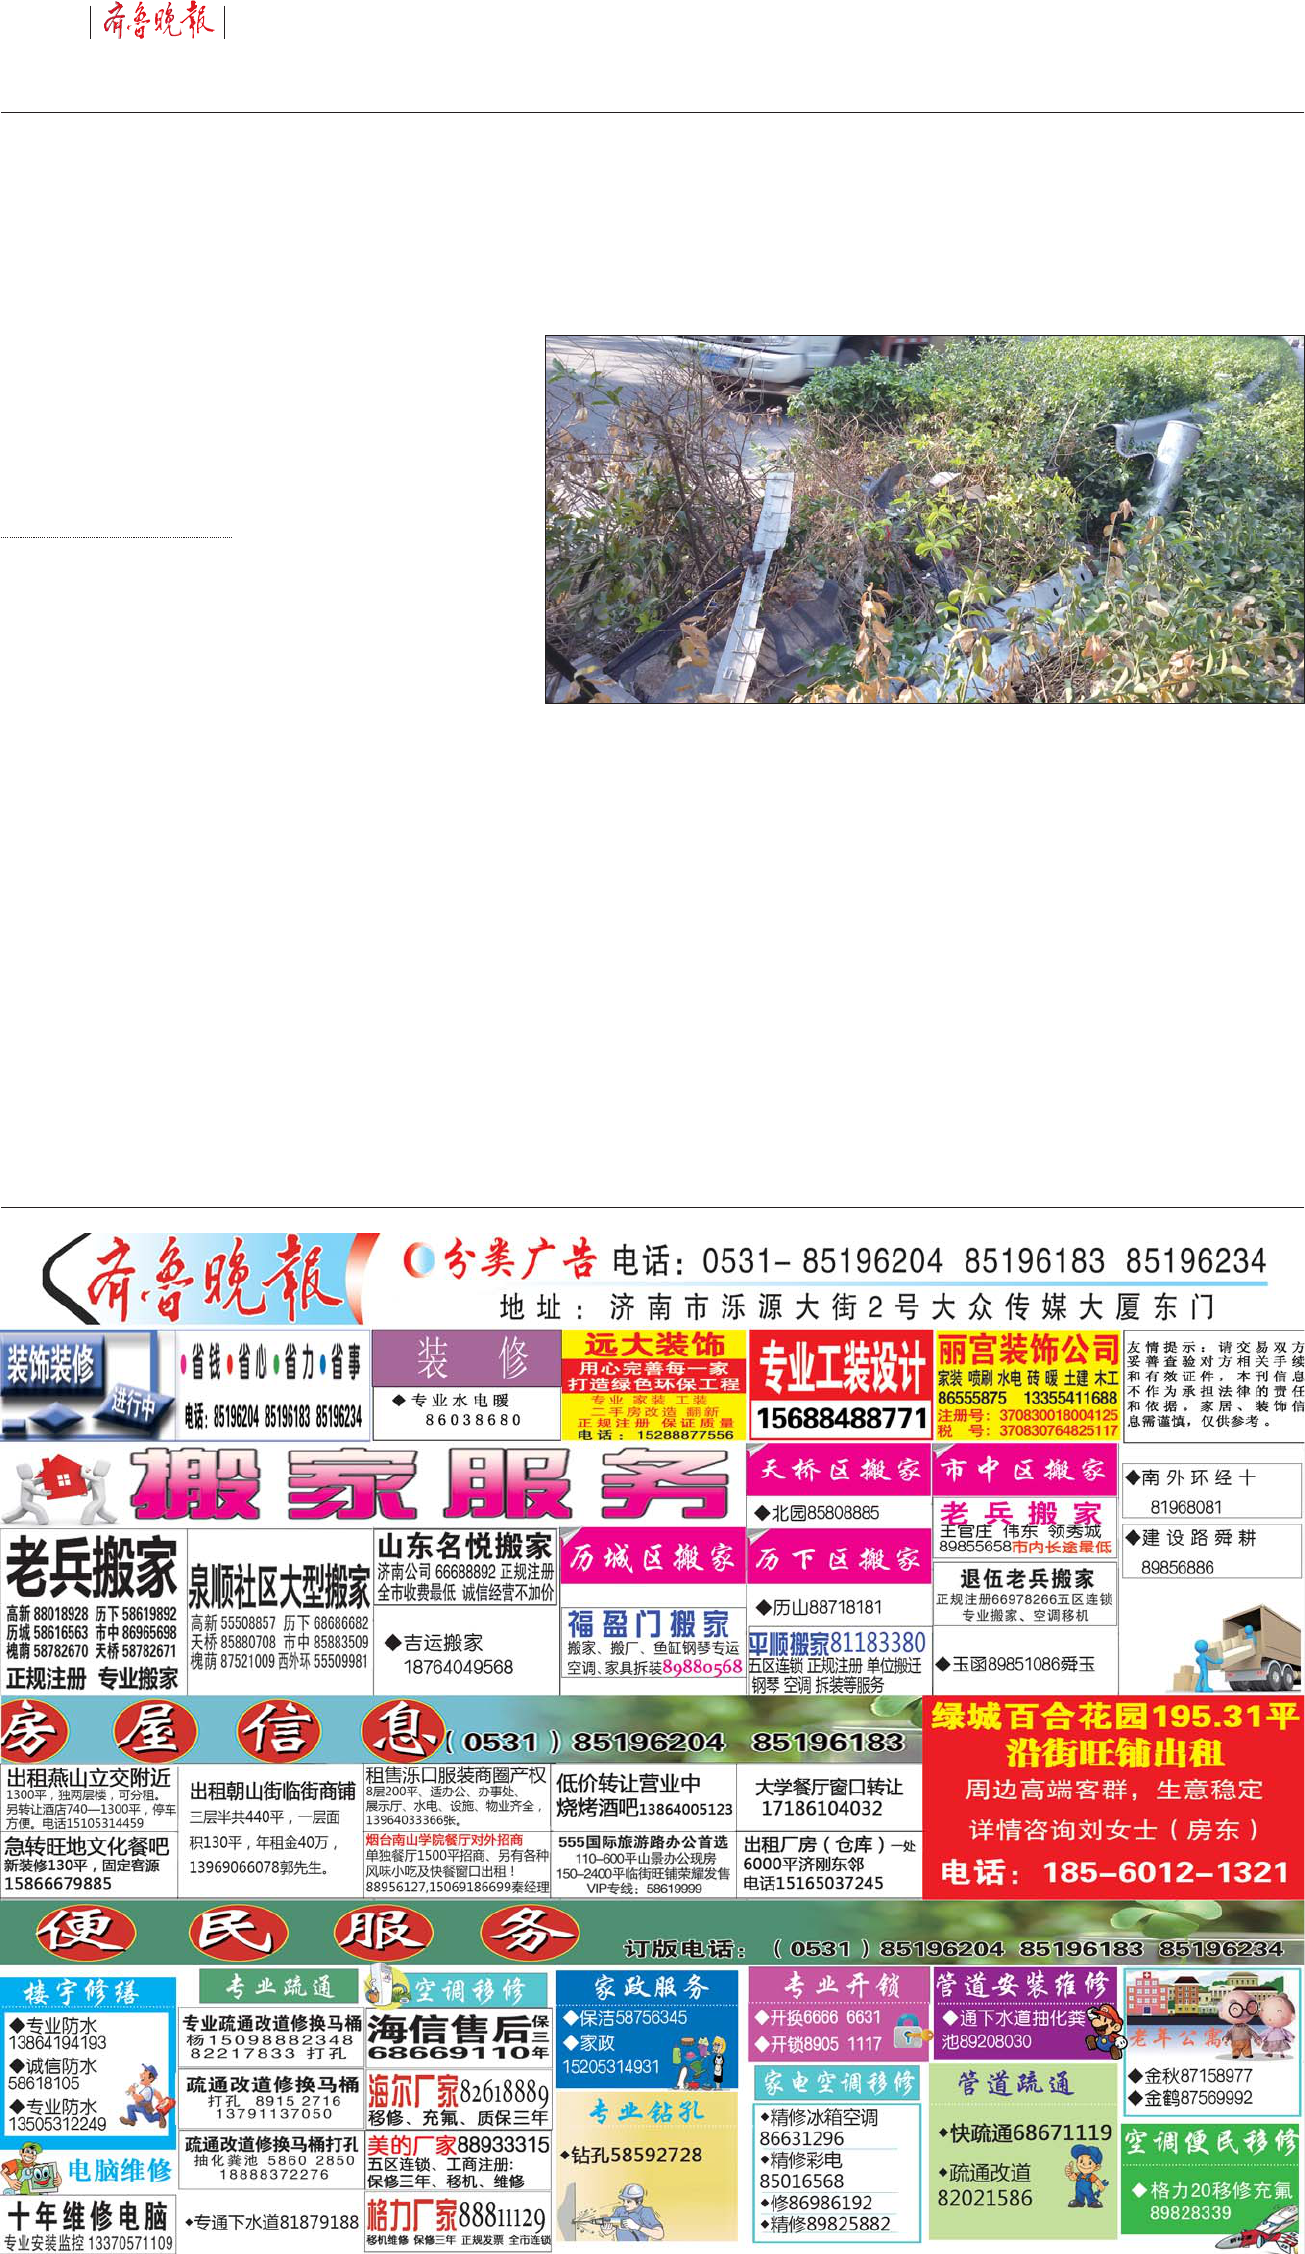 齐鲁晚报
齐鲁晚报
分类广告 电话：0531-85196204 85196183 85196234
地址：济南市泺源大街2号大众传媒大厦东门
装饰装修
进行中
省钱 省心 省力 省事
电话：85196204 85196183 85196234
装 修
◆专业水电暖
86038680
远大装饰
用心完善每一家
打造绿色环保工程
专业 家装 工装
二手房改造 翻新
正规注册 保证质量
电话：15288877556
专业工装设计
15688488771
丽宫装饰公司
家装 喷刷 水电 砖 暖 土建 木工
86555875 13355411688
注册号：370830018004125
税 号：370830764825117
友情提示：请交易双方
妥善查验对方相关手续
和有效证件，本刊信息
不作为承担法律的责任
和依据。家居、装饰信
息需谨慎，仅供参考。
搬家服务
天桥区搬家
◆北园85808885
市中区搬家
老兵搬家
王官庄 伟东 领秀城
89855658市内长途最低
◆南外环经十
81968081
◆建设路舜耕
89856886
老兵搬家
高新 88018928 历下 58619892
历城 58616563 市中 86965698
槐荫 58782670 天桥 58782671
正规注册 专业搬家
泉顺社区大型搬家
高新 55508857 历下 68686682
天桥 85880708 市中 85883509
槐荫 87521009 西外环 55509981
山东名悦搬家
济南公司 66688892 正规注册
全市收费最低 诚信经营不加价
◆吉运搬家
18764049568
历城区搬家
福盈门搬家
搬家、搬厂、鱼缸钢琴专运
空调、家具拆装89880568
历下区搬家
◆历山88718181
平顺搬家81183380
五区连锁 正规注册 单位搬迁
钢琴 空调 拆装等服务
退伍老兵搬家
正规注册66978266五区连锁
专业搬家、空调移机
◆玉函89851086舜玉
房屋信息（0531）85196204 85196183
绿城百合花园195.31平
沿街旺铺出租
周边高端客群，生意稳定
详情咨询刘女士（房东）
电话：185-6012-1321
出租燕山立交附近
1300平，独两层楼，可分租。
另转让酒店740—1300平，停车
方便。电话15105314459
急转旺地文化餐吧
新装修130平，固定客源
15866679885
出租朝山街临街商铺
三层半共440平，一层面
积130平，年租金40万，
13969066078郭先生。
租售泺口服装商圈产权
8层200平、适办公、办事处、
展示厅、水电、设施、物业齐全，
13964033366张。
烟台南山学院餐厅对外招商
单独餐厅1500平招商、另有各种
风味小吃及快餐窗口出租！
88956127,15069186699秦经理
低价转让营业中
烧烤酒吧13864005123
555国际旅游路办公首选
110-600平山景办公现房
150-2400平临街旺铺荣耀发售
VIP专线：58619999
大学餐厅窗口转让
17186104032
出租厂房（仓库）一处
6000平济刚东邻
电话15165037245
便民服务
订版电话：（0531）85196204 85196183 85196234
楼宇修缮
◆专业防水
13864194193
◆诚信防水
58618105
◆专业防水
13505312249
电脑维修
十年维修电脑
专业安装监控 13370571109
专业疏通
专业疏通改道修换马桶
杨15098882348
82217833 打孔
疏通改道修换马桶
打孔 89152716
13791137050
疏通改道修换马桶打孔
抽化粪池 5860 2850
18888372276
◆专通下水道81879188
空调移修
海信售后保三年
68669110
海尔厂家82618889
移修、充氟、质保三年
美的厂家88933315
五区连锁、工商注册:
保修三年、移机、维修
格力厂家88811129
移机维修 保修三年 正规发票 全市连锁
家政服务
◆保洁58756345
◆家政
15205314931
专业钻孔
◆钻孔58592728
专业开锁
◆开换6666 6631
◆开锁8905 1117
家电空调移修
◆精修冰箱空调
86631296
◆精修彩电
85016568
◆修86986192
◆精修89825882
管道安装维修
◆通下水道抽化粪
池89208030
管道疏通
◆快疏通68671119
◆疏通改道
82021586
老年公寓
◆金秋87158977
◆金鹤87569992
空调便民移修
◆格力20移修充氟
89828339